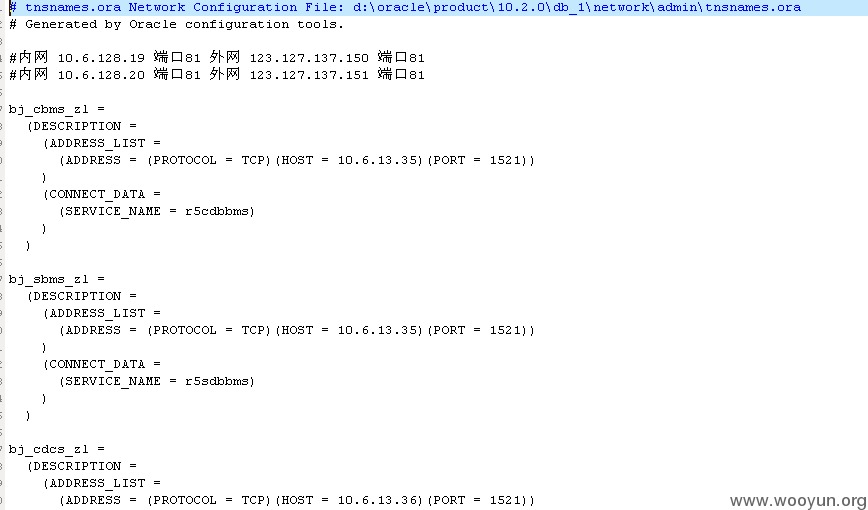 # tnsnames.ora Network Configuration File: d:\oracle\product\10.2.0\db_1\network\admin\tnsnames.ora
# Generated by Oracle configuration tools.
#内网 10.6.128.19 端口81 外网 123.127.137.150 端口81
#内网 10.6.128.20 端口81 外网 123.127.137.151 端口81
bj_cbms_zl =
(DESCRIPTION =
(ADDRESS_LIST =
(ADDRESS = (PROTOCOL = TCP)(HOST = 10.6.13.35)(PORT = 1521))
)
(CONNECT_DATA =
(SERVICE_NAME = r5cdbbms)
)
)
bj_sbms_zl =
(DESCRIPTION =
(ADDRESS_LIST =
(ADDRESS = (PROTOCOL = TCP)(HOST = 10.6.13.35)(PORT = 1521))
)
(CONNECT_DATA =
(SERVICE_NAME = r5sdbbms)
)
)
bj_cdcs_zl =
(DESCRIPTION =
(ADDRESS_LIST =
(ADDRESS = (PROTOCOL = TCP)(HOST = 10.6.13.36)(PORT = 1521))
www.wooyun.org